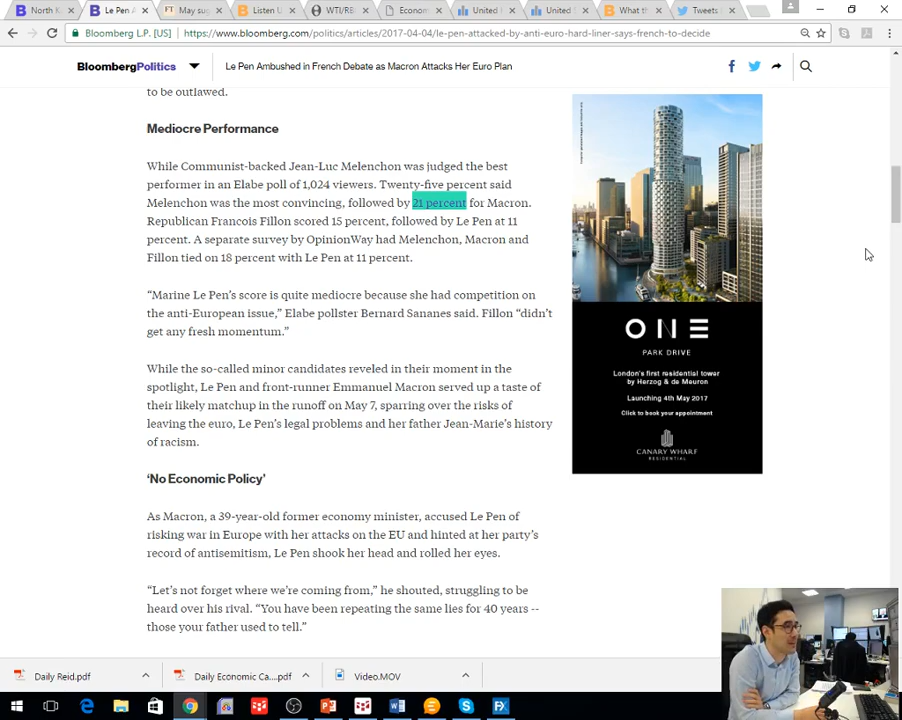 North K
Le Pen A
May su
Listen U
WTI/RB
Econom
United
United
What th
Tweets
Bloomberg L.P. [US]
https://www.bloomberg.com/politics/articles/2017-04-04/le-pen-attacked-by-anti-euro-hard-liner-says-french-to-decide
BloombergPolitics
Le Pen Ambushed in French Debate as Macron Attacks Her Euro Plan
to be outlawed.
Mediocre Performance
While Communist-backed Jean-Luc Melenchon was judged the best
performer in an Elabe poll of 1,024 viewers. Twenty-five percent said
Melenchon was the most convincing, followed by 21 percent for Macron.
Republican Francois Fillon scored 15 percent, followed by Le Pen at 11
percent. A separate survey by OpinionWay had Melenchon, Macron and
Fillon tied on 18 percent with Le Pen at 11 percent.
“Marine Le Pen’s score is quite mediocre because she had competition on
the anti-European issue,” Elabe pollster Bernard Sananes said. Fillon “didn’t
get any fresh momentum.”
While the so-called minor candidates reveled in their moment in the
spotlight, Le Pen and front-runner Emmanuel Macron served up a taste of
their likely matchup in the runoff on May 7, sparring over the risks of
leaving the euro, Le Pen’s legal problems and her father Jean-Marie’s history
of racism.
‘No Economic Policy’
As Macron, a 39-year-old former economy minister, accused Le Pen of
risking war in Europe with her attacks on the EU and hinted at her party’s
record of antisemitism, Le Pen shook her head and rolled her eyes.
“Let’s not forget where we’re coming from,” he shouted, struggling to be
heard over his rival. “You have been repeating the same lies for 40 years --
those your father used to tell.”
ONE
PARK DRIVE
London's first residential tower
by Herzog & de Meuron
Launching 4th May 2017
Click to book your appointment
CANARY WHARF
RESIDENTIAL
Daily Reid.pdf
Daily Economic Ca....pdf
Video.MOV